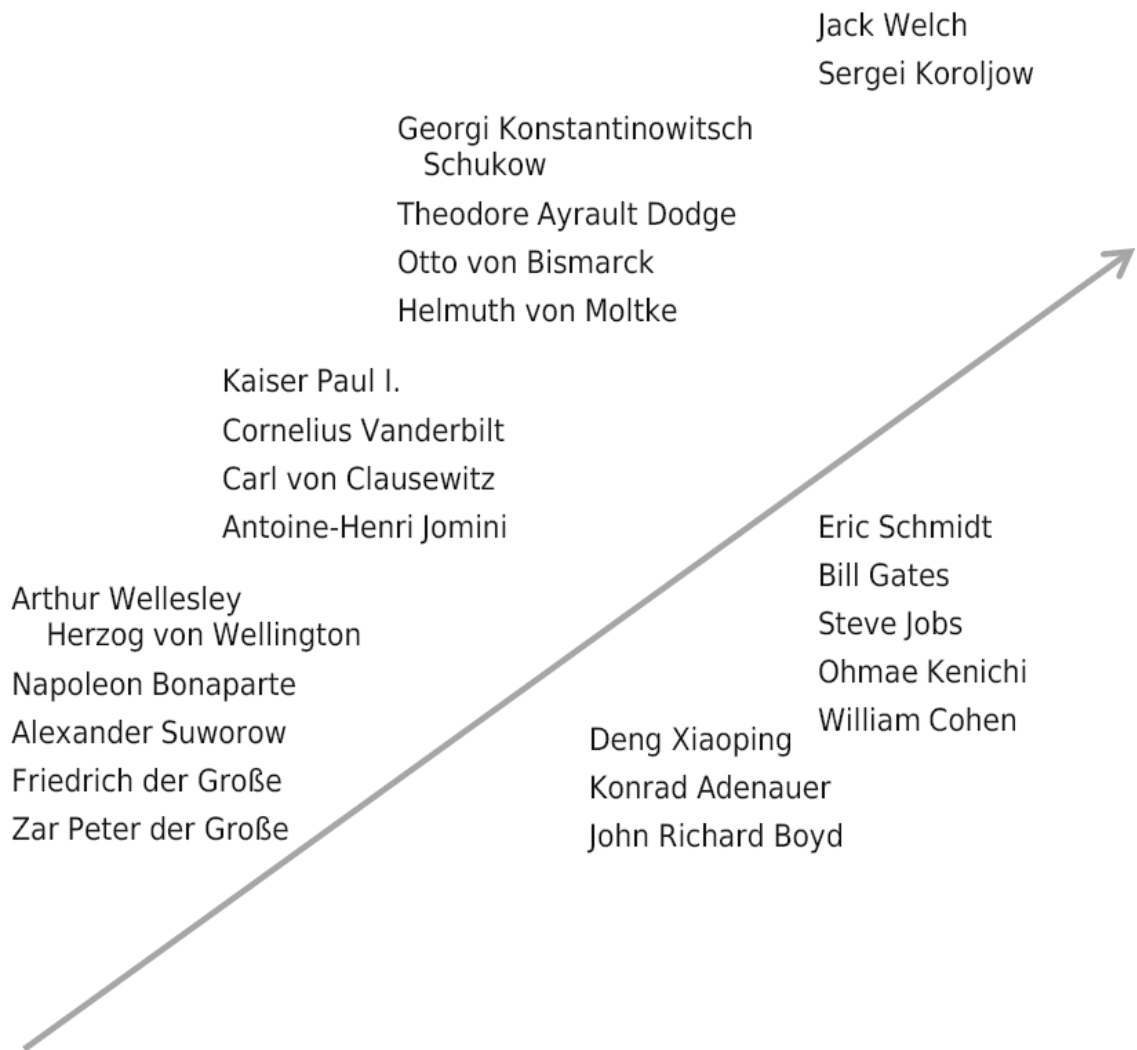 Jack Welch
Sergei Koroljow
Georgi Konstantinowitsch
Schukow
Theodore Ayrault Dodge
Otto von Bismarck
Helmuth von Moltke
Kaiser Paul I.
Cornelius Vanderbilt
Carl von Clausewitz
Antoine-Henri Jomini
Arthur Wellesley
Herzog von Wellington
Napoleon Bonaparte
Alexander Suworow
Friedrich der Große
Zar Peter der Große
Eric Schmidt
Bill Gates
Steve Jobs
Ohmae Kenichi
William Cohen
Deng Xiaoping
Konrad Adenauer
John Richard Boyd